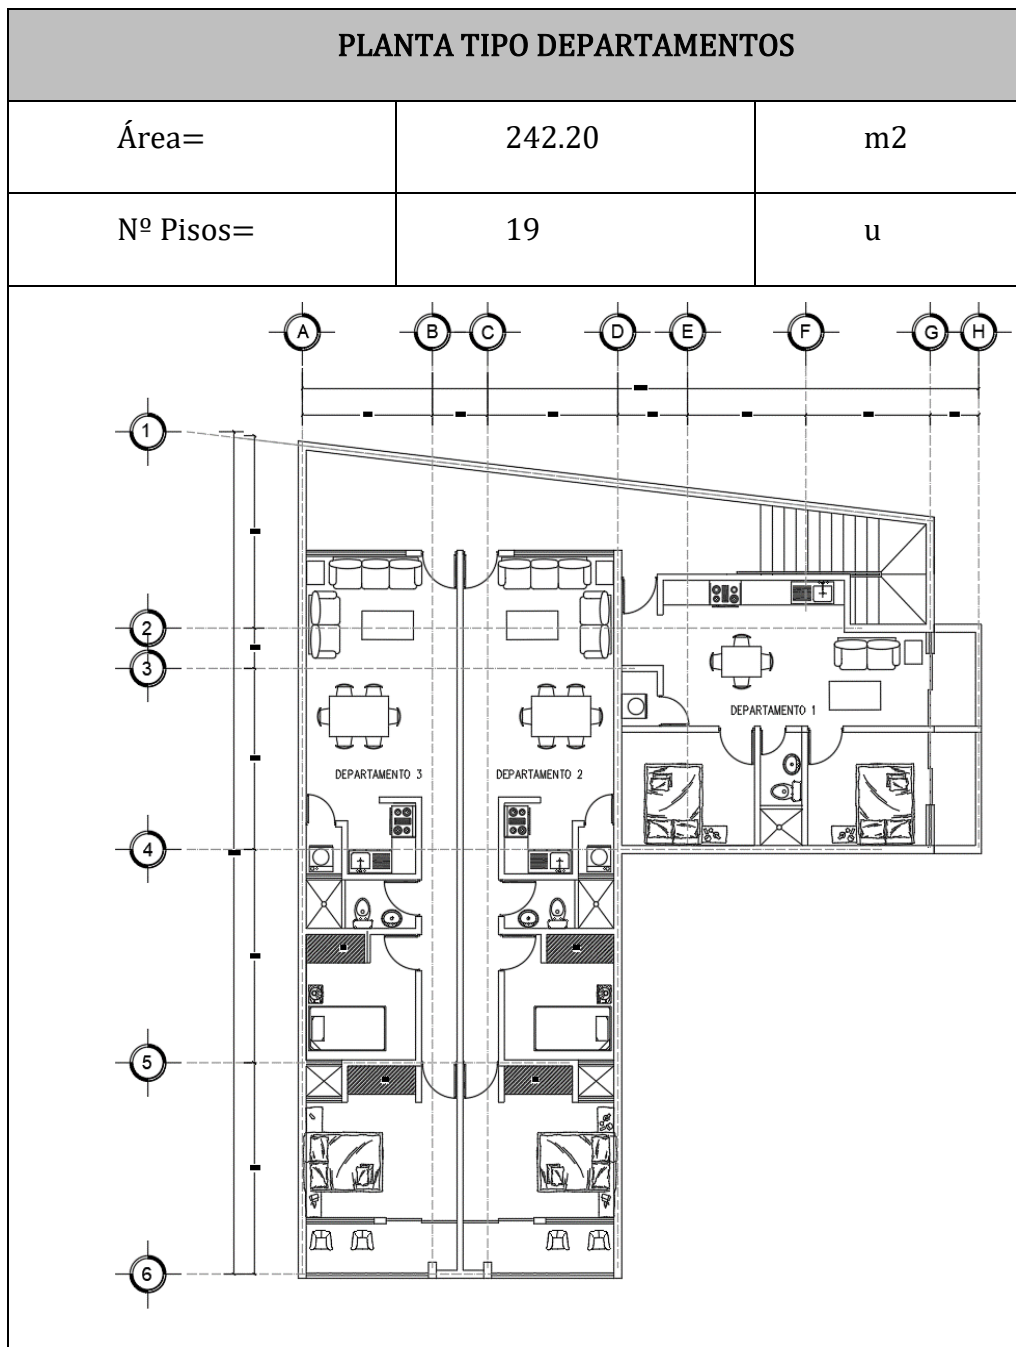 PLANTA TIPO DEPARTAMENTOS
Área= 242.20 m2
Nº Pisos= 19 u
A B C D E F G H
1
2
3
DEPARTAMENTO 1
DEPARTAMENTO 3 DEPARTAMENTO 2
4
5
6